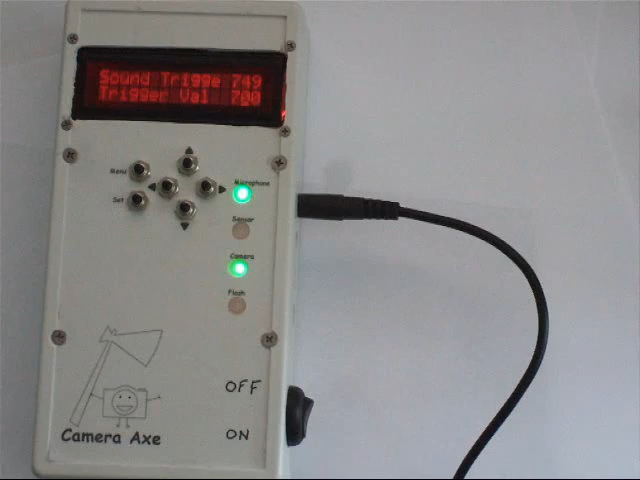 Sound Trigge 749
Trigger Val 700
Menu
Set
Microphone
Sensor
Camera
Flash
OFF
ON
Camera Axe